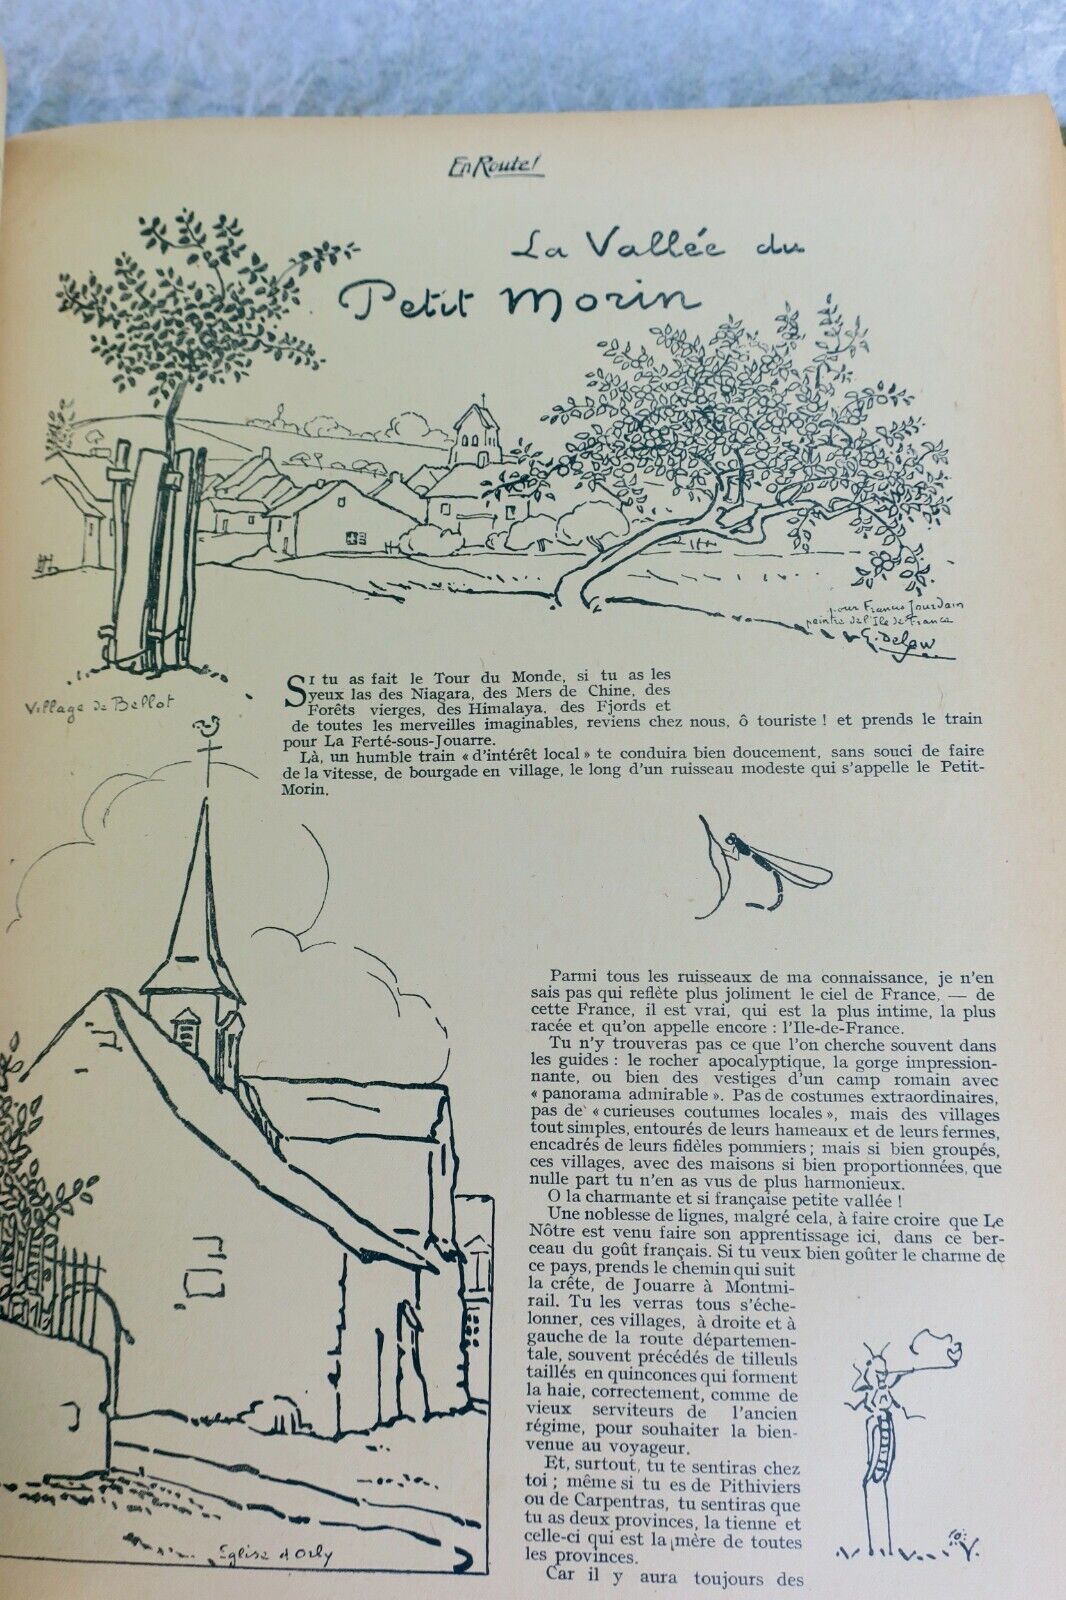 En Route!
La Vallée du
Petit Morin
pour Francis Jourdain
peintre de l'Ile de France
G. Delaw
Village de Bellot
SI tu as fait le Tour du Monde, si tu as les
yeux las des Niagara, des Mers de Chine, des
Forêts vierges, des Himalaya, des Fjords et
de toutes les merveilles imaginables, reviens chez nous, ô touriste ! et prends le train
pour La Ferté-sous-Jouarre.
Là, un humble train « d'intérêt local » te conduira bien doucement, sans souci de faire
de la vitesse, de bourgade en village, le long d'un ruisseau modeste qui s'appelle le Petit-
Morin.
Parmi tous les ruisseaux de ma connaissance, je n'en
sais pas qui reflète plus joliment le ciel de France, — de
cette France, il est vrai, qui est la plus intime, la plus
racée et qu'on appelle encore : l'Ile-de-France.
Tu n'y trouveras pas ce que l'on cherche souvent dans
les guides : le rocher apocalyptique, la gorge impression-
nante, ou bien des vestiges d'un camp romain avec
« panorama admirable ». Pas de costumes extraordinaires,
pas de « curieuses coutumes locales », mais des villages
tout simples, entourés de leurs hameaux et de leurs fermes,
encadrés de leurs fidèles pommiers ; mais si bien groupés,
ces villages, avec des maisons si bien proportionnées, que
nulle part tu n'en as vus de plus harmonieux.
O la charmante et si française petite vallée !
Une noblesse de lignes, malgré cela, à faire croire que Le
Nôtre est venu faire son apprentissage ici, dans ce ber-
ceau du goût français. Si tu veux bien goûter le charme de
ce pays, prends le chemin qui suit
la crête, de Jouarre à Montmi-
rail. Tu les verras tous s'éche-
lonner, ces villages, à droite et à
gauche de la route départemen-
tale, souvent précédés de tilleuls
taillés en quinconces qui forment
la haie, correctement, comme de
vieux serviteurs de l'ancien
régime, pour souhaiter la bien-
venue au voyageur.
Et, surtout, tu te sentiras chez
toi ; même si tu es de Pithiviers
ou de Carpentras, tu sentiras que
tu as deux provinces, la tienne et
celle-ci qui est la mère de toutes
les provinces.
Car il y aura toujours des
Eglise d'Orly